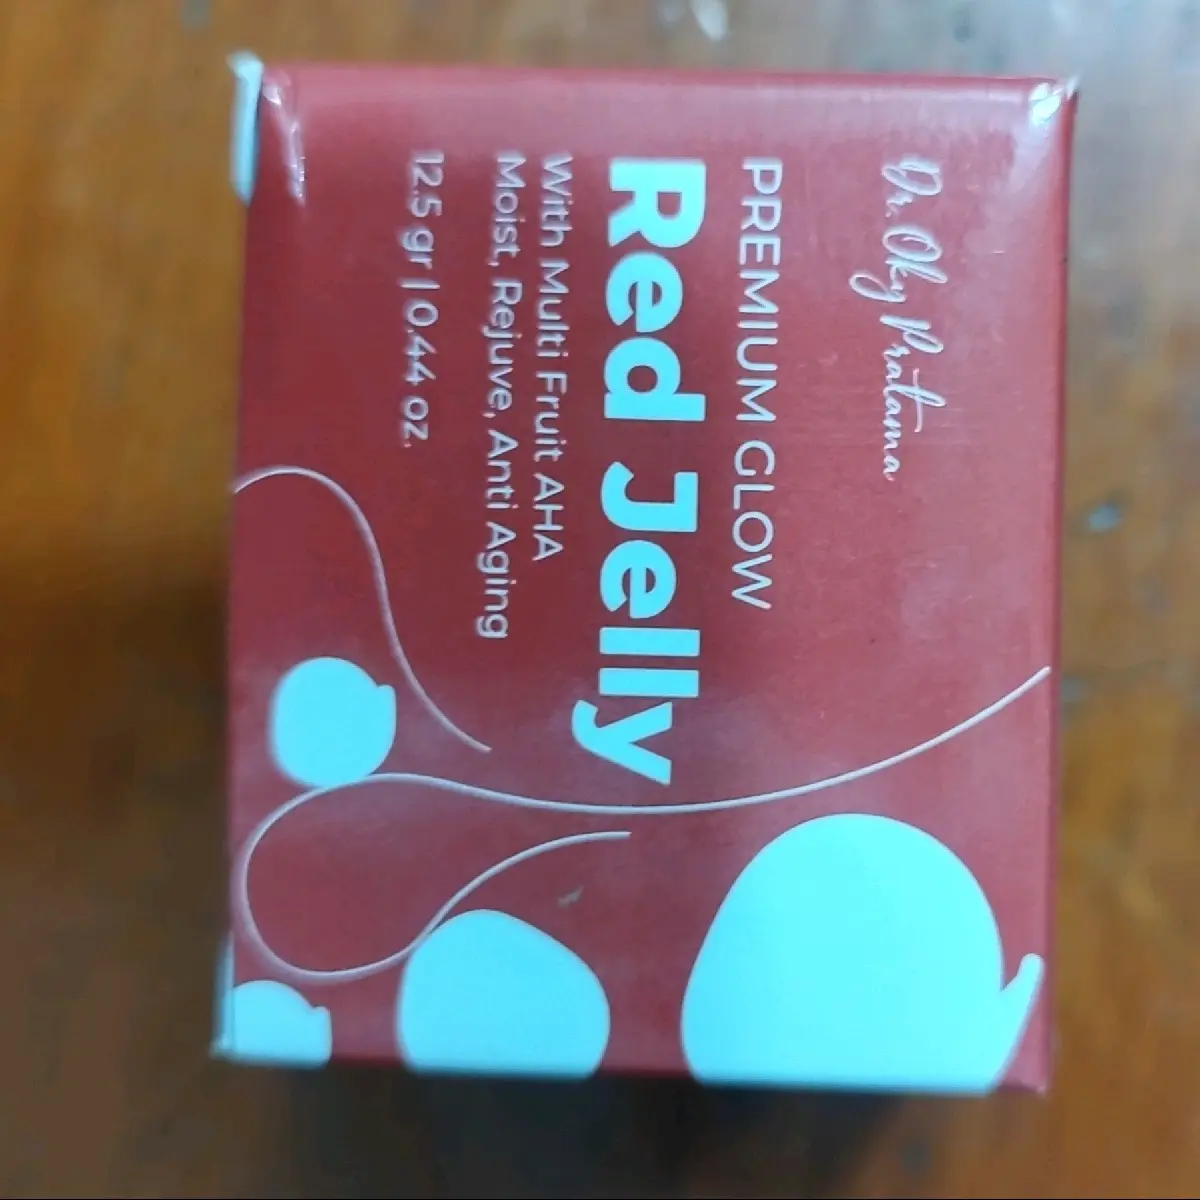 Dr. Oky Pratama
PREMIUM GLOW
Red Jelly
With Multi Fruit AHA
Moist, Rejuve, Anti Aging
12.5 gr | 0,44 oz.